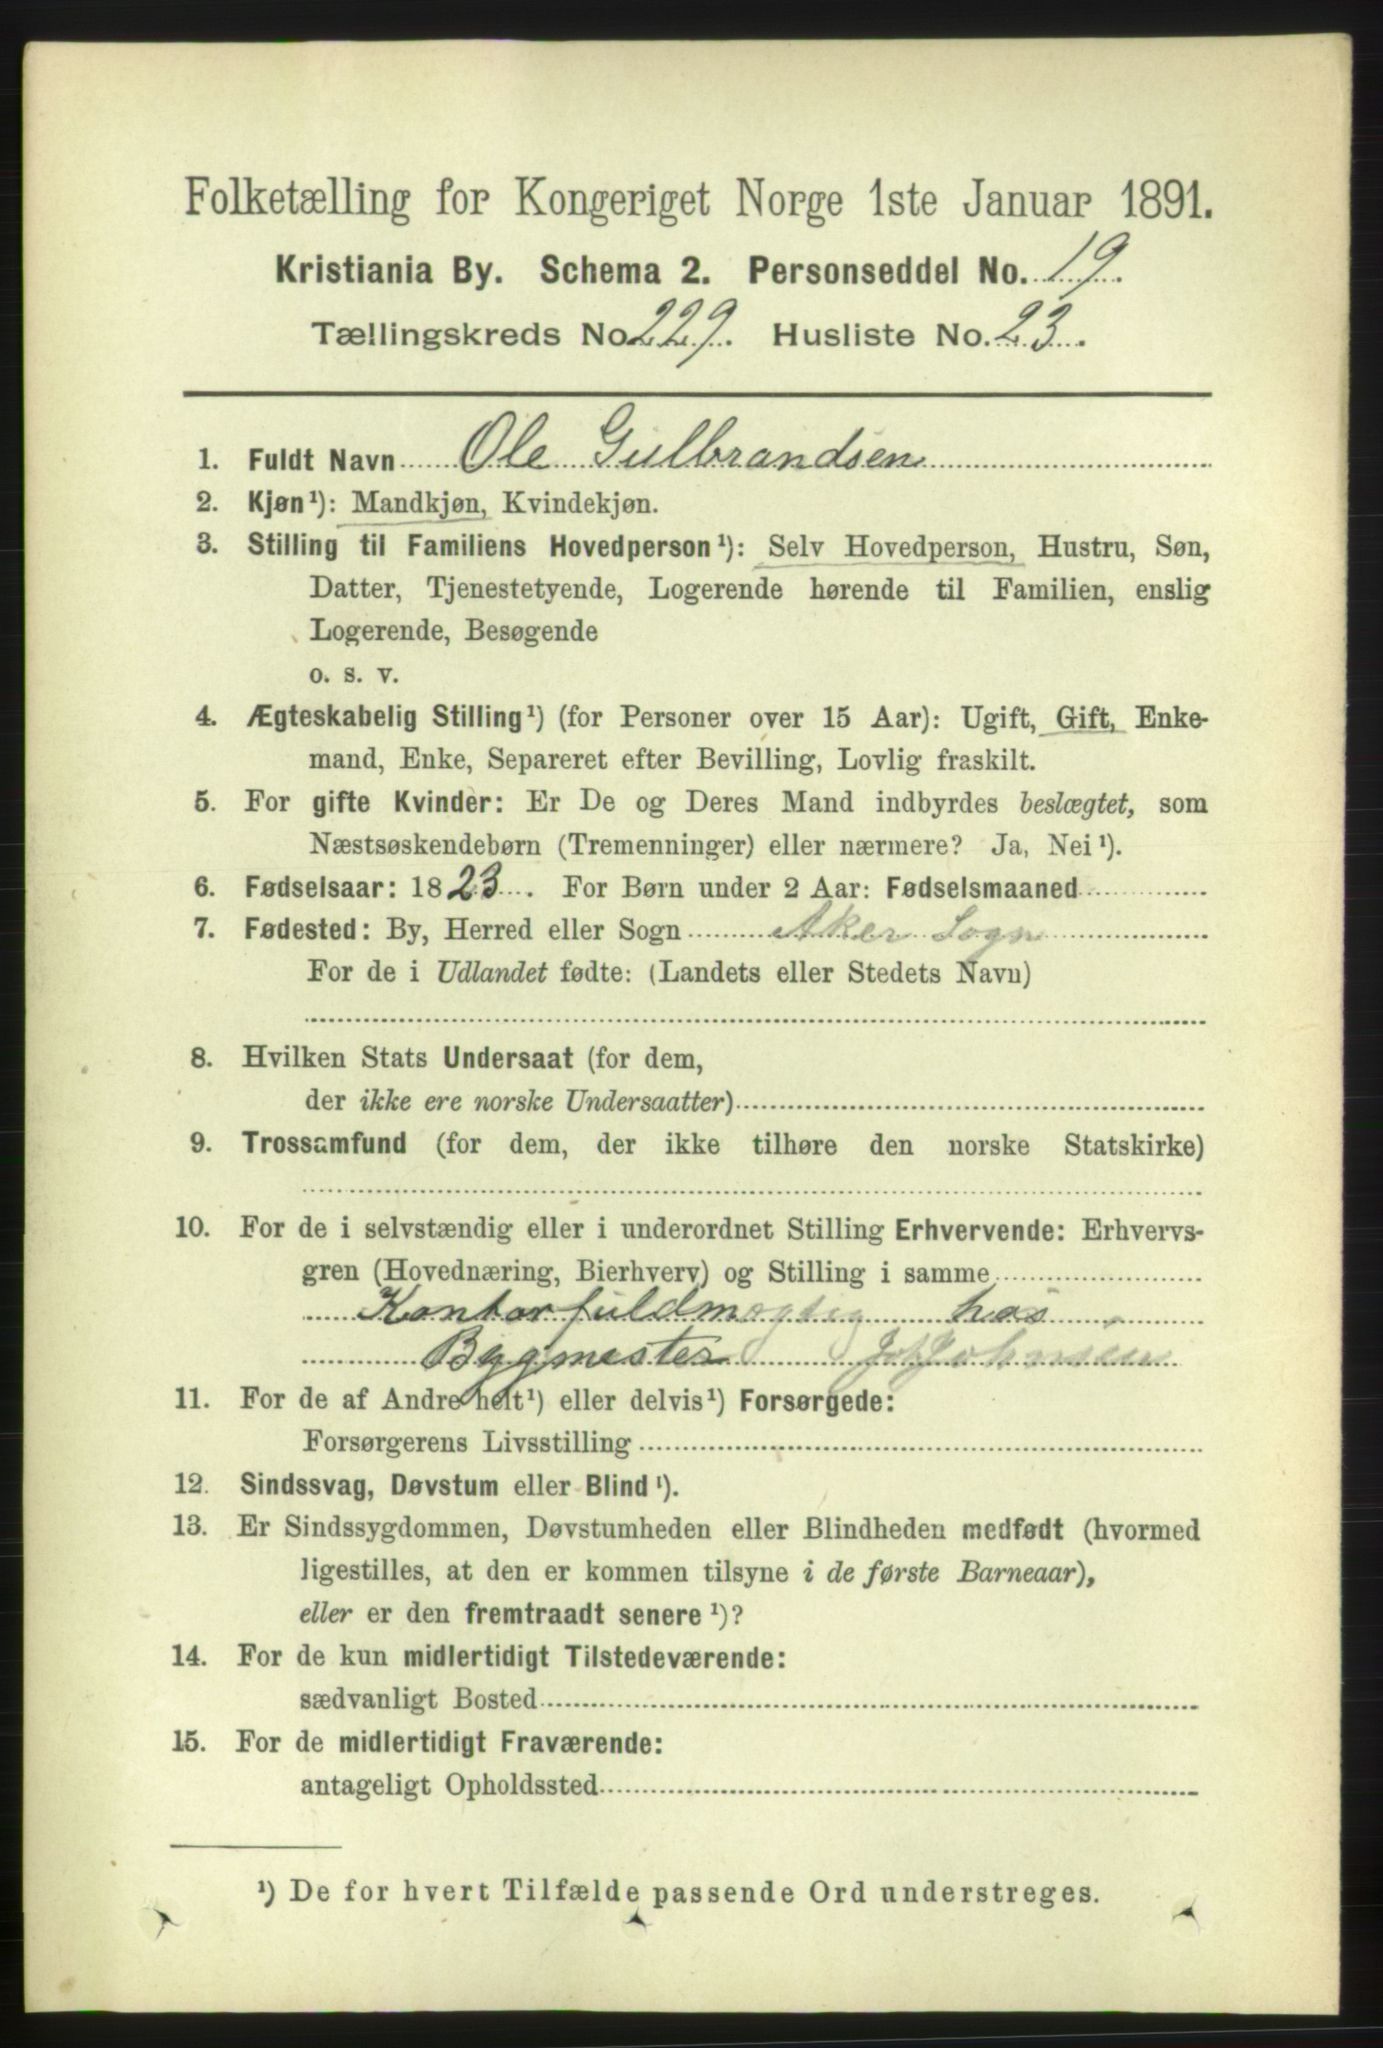 Folketælling for Kongeriget Norge 1ste Januar 1891.
Kristiania By. Schema 2. Personseddel No. 19.
Tællingskreds No. 229. Husliste No. 23.
1. Fuldt Navn Ole Gulbrandsen
2. Kjøn¹): Mandkjøn, Kvindekjøn.
3. Stilling til Familiens Hovedperson¹): Selv Hovedperson, Hustru, Søn,
Datter, Tjenestetyende, Logerende hørende til Familien, enslig
Logerende, Besøgende
o. s. v.
4. Ægteskabelig Stilling¹) (for Personer over 15 Aar): Ugift, Gift, Enke-
mand, Enke, Separeret efter Bevilling, Lovlig fraskilt.
5. For gifte Kvinder: Er De og Deres Mand indbyrdes beslægtet, som
Næstsøskendebørn (Tremenninger) eller nærmere? Ja, Nei¹).
6. Fødselsaar: 1823. For Børn under 2 Aar: Fødselsmaaned
7. Fødested: By, Herred eller Sogn Aker Sogn
For de i Udlandet fødte: (Landets eller Stedets Navn)
8. Hvilken Stats Undersaat (for dem,
der ikke ere norske Undersaatter)
9. Trossamfund (for dem, der ikke tilhøre den norske Statskirke)
10. For de i selvstændig eller i underordnet Stilling Erhvervende: Erhvervs-
gren (Hovednæring, Bierhverv) og Stilling i samme
Kontorfuldmægtig hos
Bygmester Johnsen
11. For de af Andre helt¹) eller delvis¹) Forsørgede:
Forsørgerens Livsstilling
12. Sindssvag, Døvstum eller Blind¹).
13. Er Sindssygdommen, Døvstumheden eller Blindheden medfødt (hvormed
ligestilles, at den er kommen tilsyne i de første Barneaar),
eller er den fremtraadt senere¹)?
14. For de kun midlertidigt Tilstedeværende:
sædvanligt Bosted
15. For de midlertidigt Fraværende:
antageligt Opholdssted
¹) De for hvert Tilfælde passende Ord understreges.